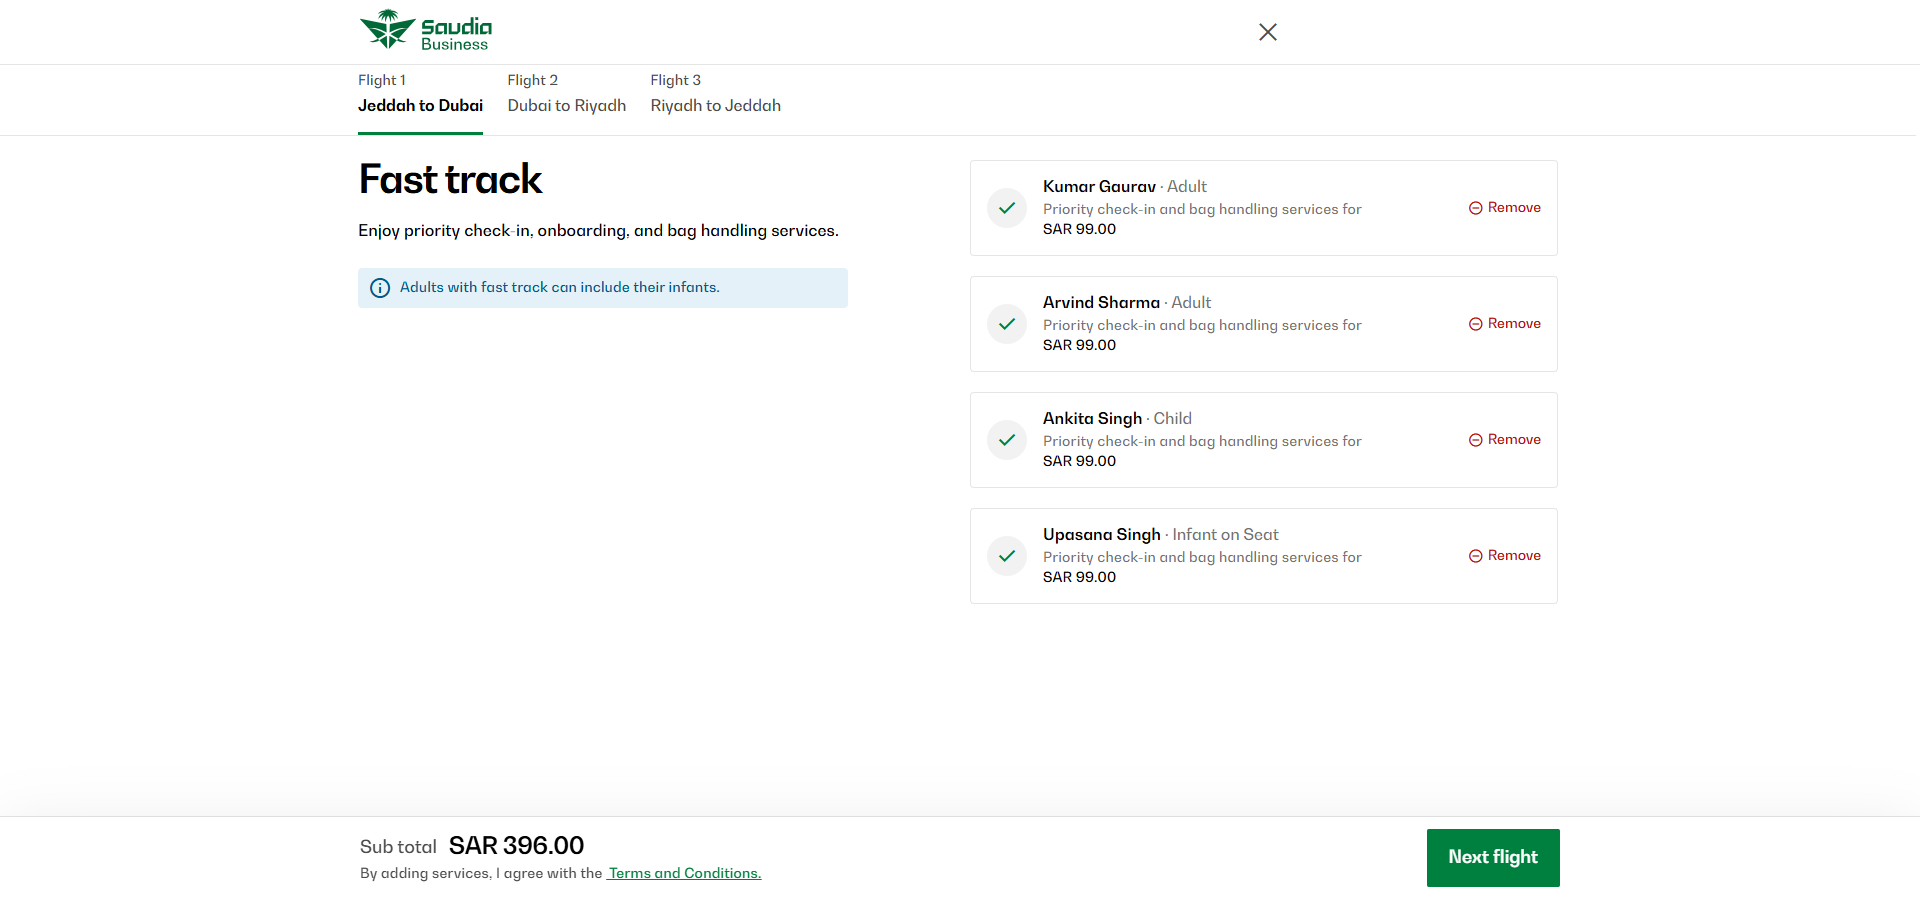 Saudia
Business
Flight 1
Jeddah to Dubai
Flight 2
Dubai to Riyadh
Flight 3
Riyadh to Jeddah
Fast track
Enjoy priority check-in, onboarding, and bag handling services.
Adults with fast track can include their infants.
Kumar Gaurav · Adult
Priority check-in and bag handling services for
SAR 99.00
Remove
Arvind Sharma · Adult
Priority check-in and bag handling services for
SAR 99.00
Remove
Ankita Singh · Child
Priority check-in and bag handling services for
SAR 99.00
Remove
Upasana Singh · Infant on Seat
Priority check-in and bag handling services for
SAR 99.00
Remove
Sub total SAR 396.00
By adding services, I agree with the Terms and Conditions.
Next flight